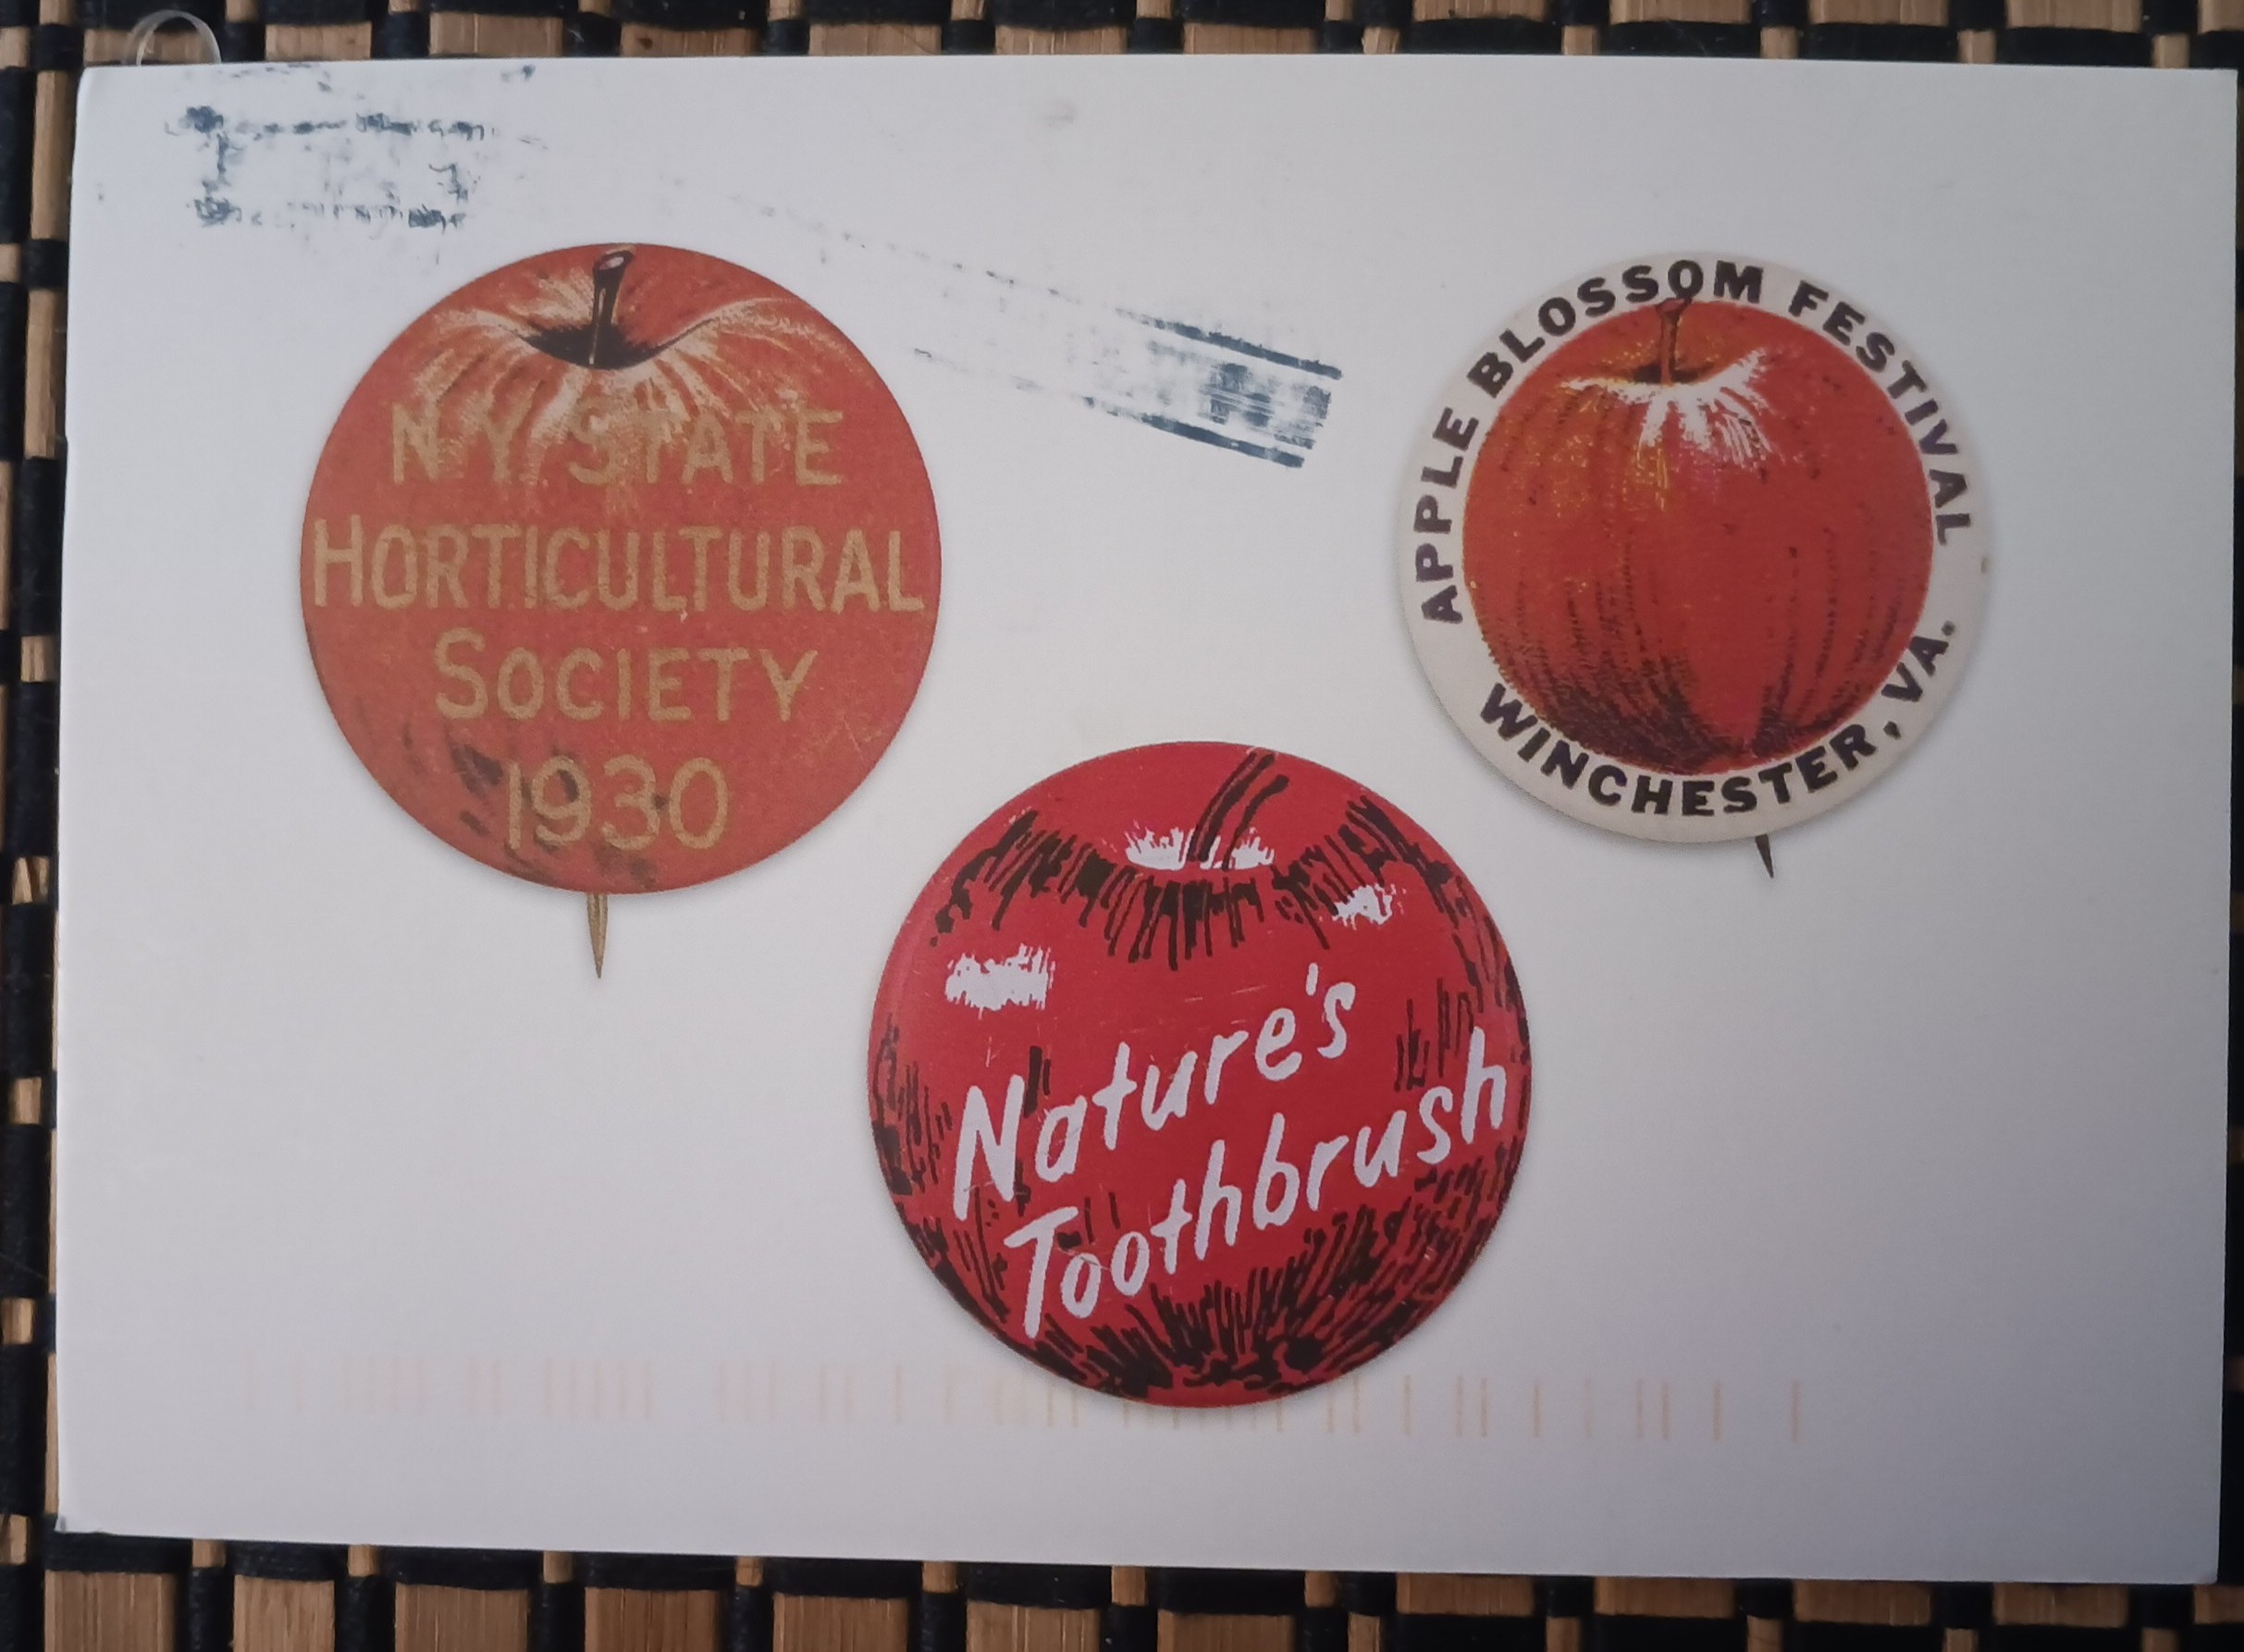 N.Y. STATE
HORTICULTURAL
SOCIETY
1930
APPLE BLOSSOM FESTIVAL
WINCHESTER, VA.
Nature's
Toothbrush